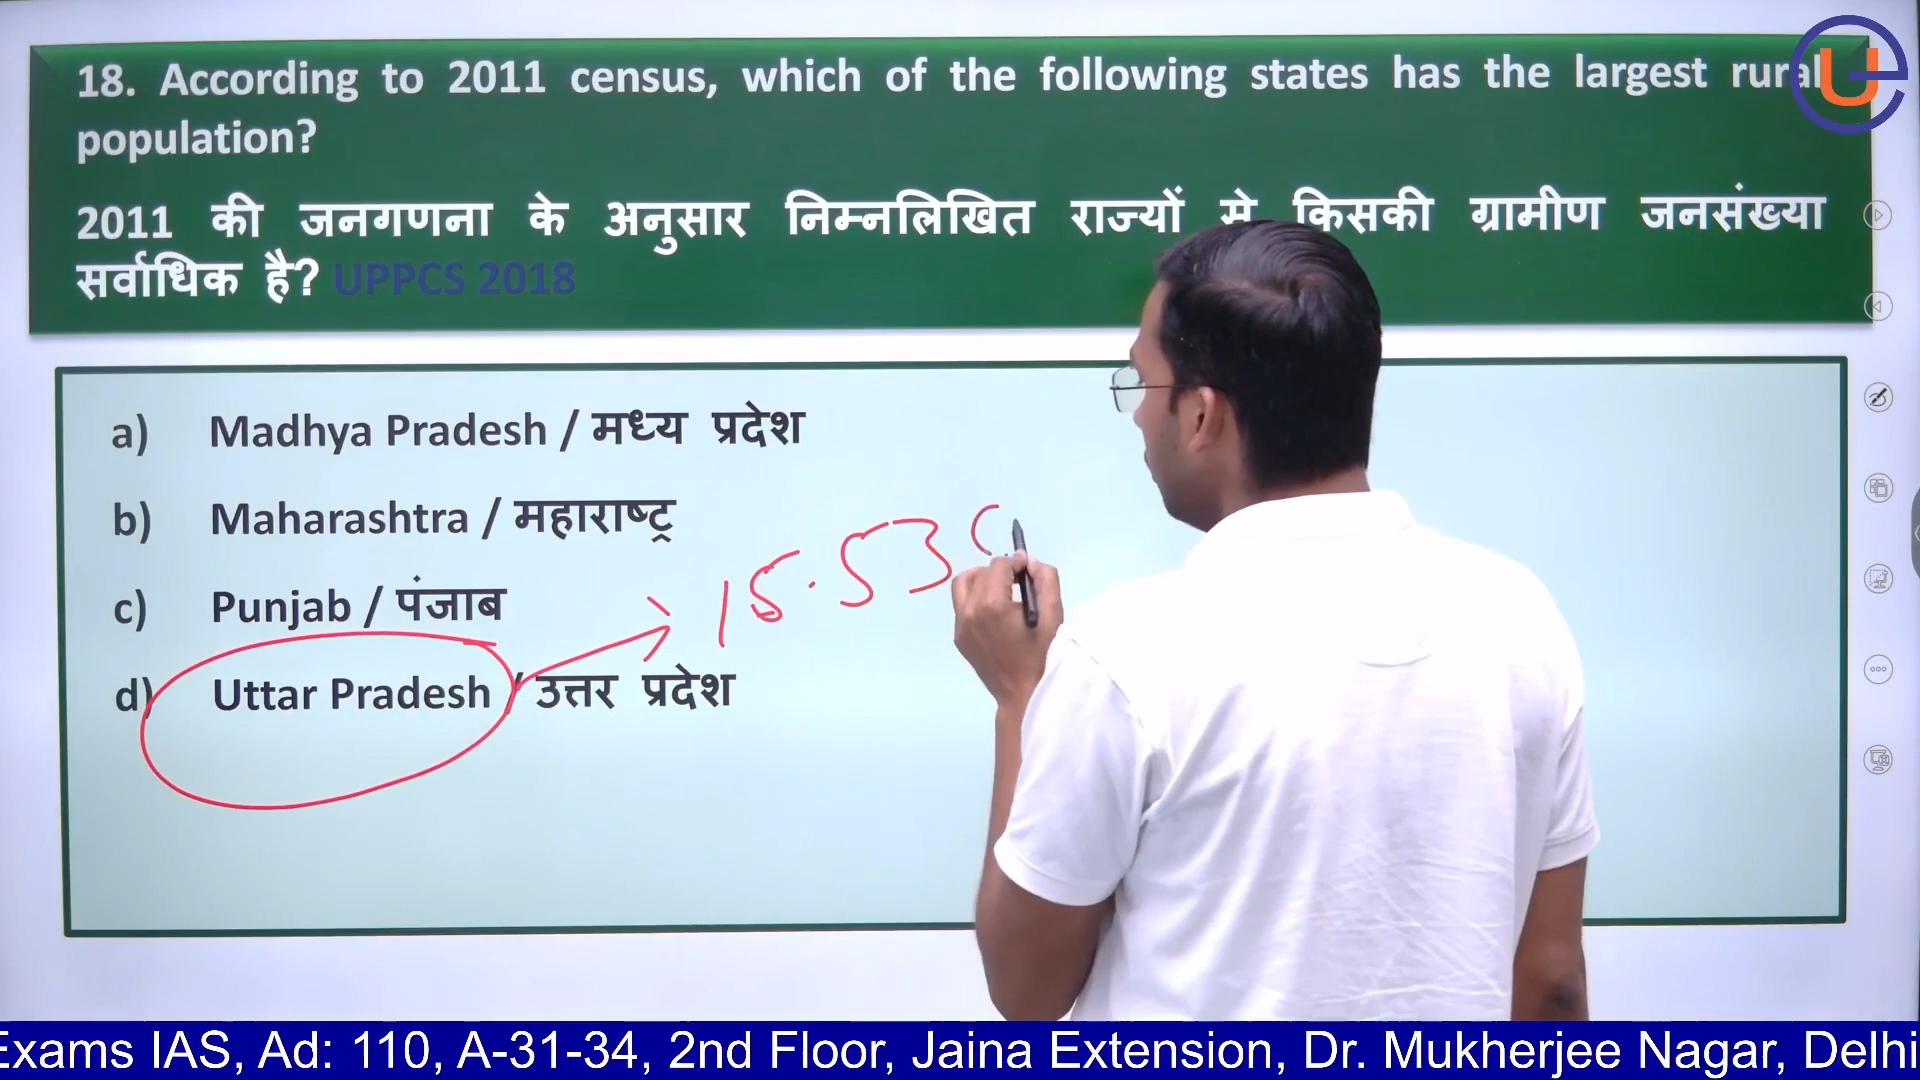 18. According to 2011 census, which of the following states has the largest rural
population?
2011 की जनगणना के अनुसार निम्नलिखित राज्यों मे किसकी ग्रामीण जनसंख्या
सर्वाधिक है? UPPCS 2018
a) Madhya Pradesh / मध्य प्रदेश
b) Maharashtra / महाराष्ट्र
15.53
c) Punjab / पंजाब
d) Uttar Pradesh / उत्तर प्रदेश
Exams IAS, Ad: 110, A-31-34, 2nd Floor, Jaina Extension, Dr. Mukherjee Nagar, Delhi